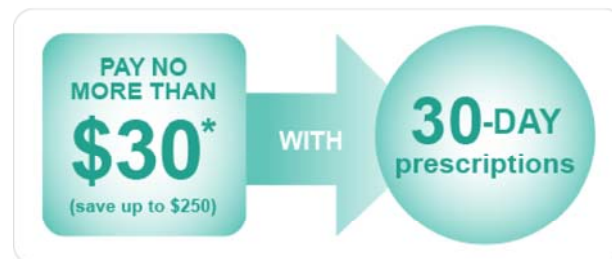 PAY NO
MORE THAN
$30*
(save up to $250)
WITH
30-DAY
prescriptions